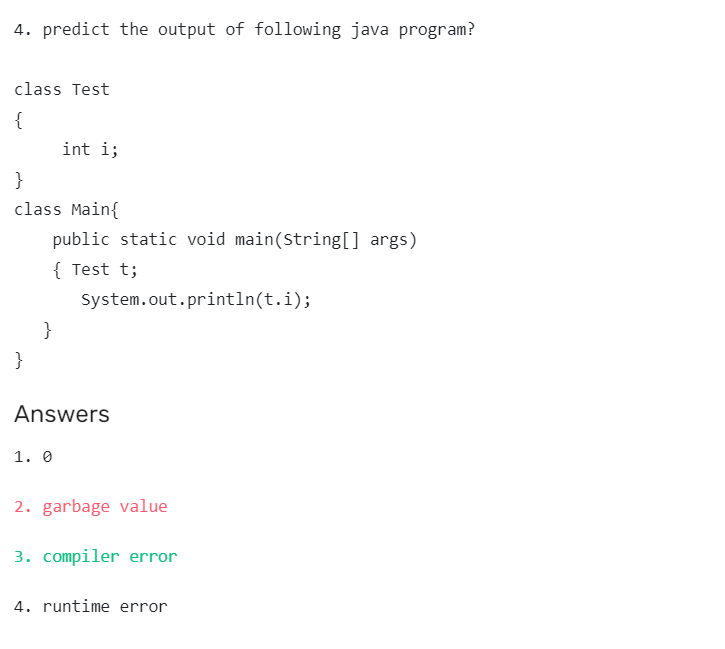 4. predict the output of following java program?
class Test
{
int i;
}
class Main{
public static void main(String[] args)
{ Test t;
System.out.println(t.i);
}
}
Answers
1. 0
2. garbage value
3. compiler error
4. runtime error